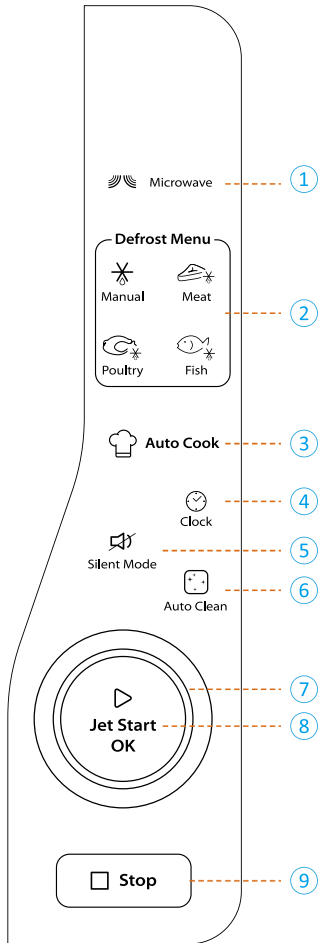 Microwave
1
Defrost Menu
Manual
Meat
2
Poultry
Fish
Auto Cook
3
Clock
4
Silent Mode
5
Auto Clean
6
7
Jet Start
8
OK
Stop
9